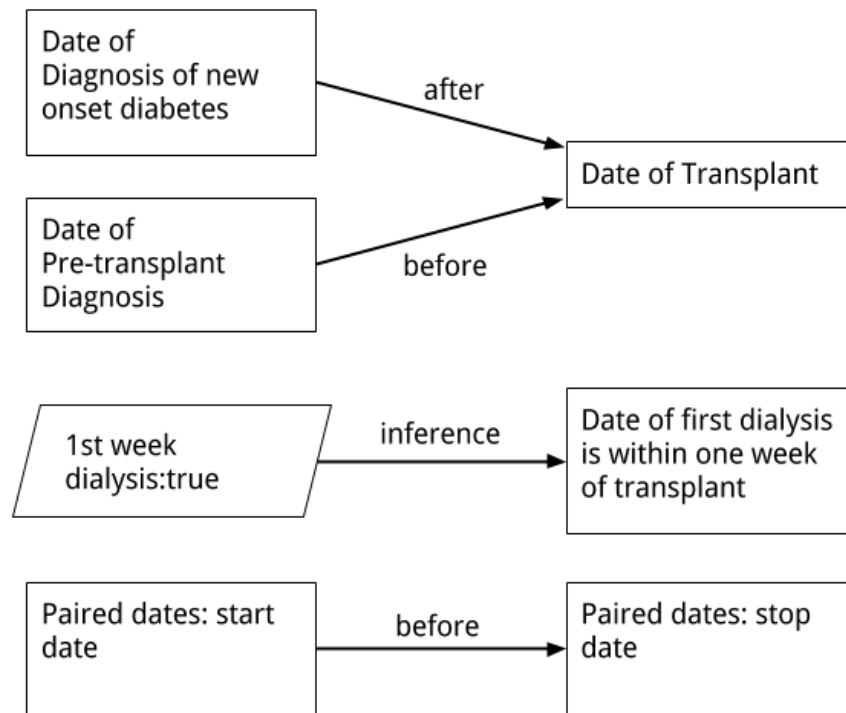 Date of
Diagnosis of new
onset diabetes
after
Date of Transplant
Date of
Pre-transplant
Diagnosis
before
1st week
dialysis:true
inference
Date of first dialysis
is within one week
of transplant
Paired dates: start
date
before
Paired dates: stop
date